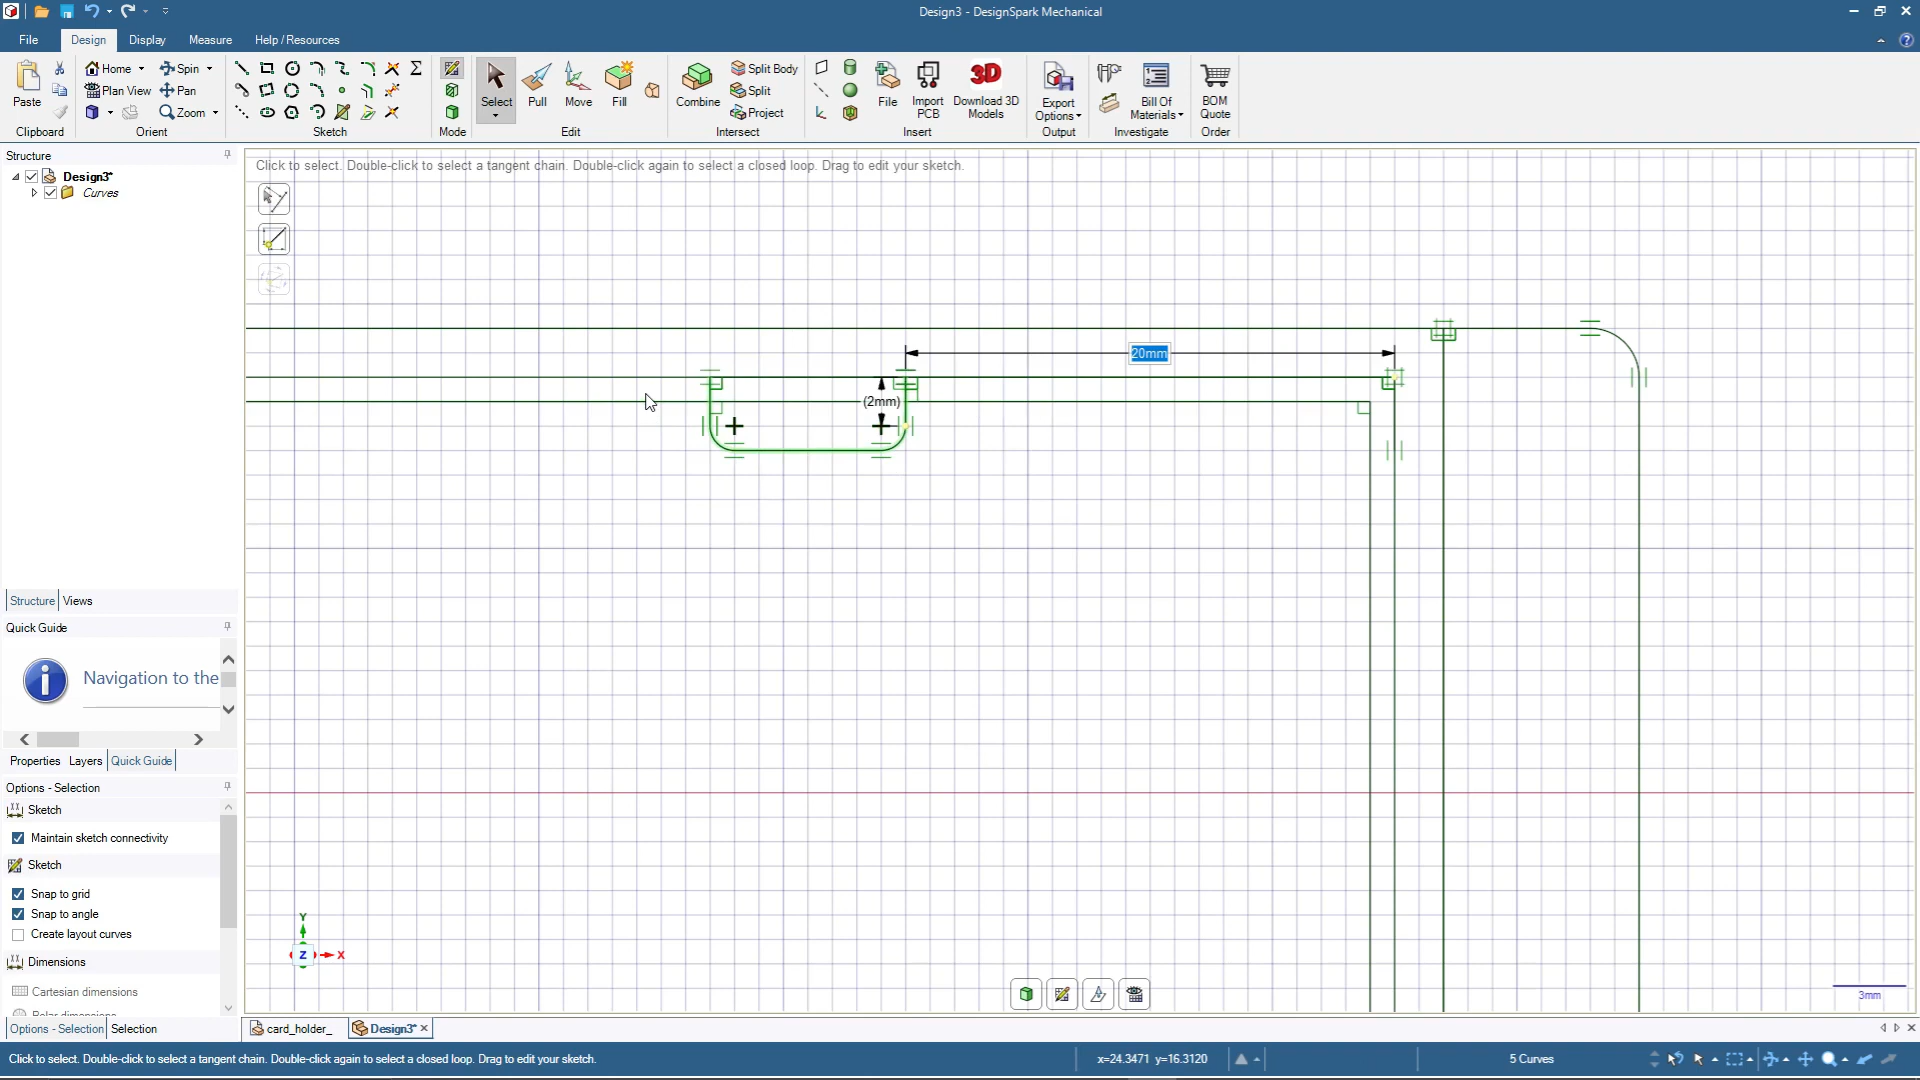 Design3 - DesignSpark Mechanical
File Design Display Measure Help / Resources
Paste
Clipboard
Home Spin
Plan View Pan
Zoom
Orient
Sketch
Mode
Select Pull Move Fill
Edit
Combine
Split Body
Split
Project
Intersect
File
Import PCB
3D
Download 3D Models
Insert
Export Options
Output
Bill Of Materials
Investigate
BOM Quote
Order
Structure
Design3*
Curves
Click to select. Double-click to select a tangent chain. Double-click again to select a closed loop. Drag to edit your sketch.
20mm
(2mm)
Structure Views
Quick Guide
Navigation to the
Properties Layers Quick Guide
Options - Selection
Sketch
Maintain sketch connectivity
Sketch
Snap to grid
Snap to angle
Create layout curves
Dimensions
Cartesian dimensions
Polar dimensions
Y
Z X
3mm
Options - Selection Selection
card_holder_ Design3*
Click to select. Double-click to select a tangent chain. Double-click again to select a closed loop. Drag to edit your sketch.
x=24.3471 y=16.3120
5 Curves